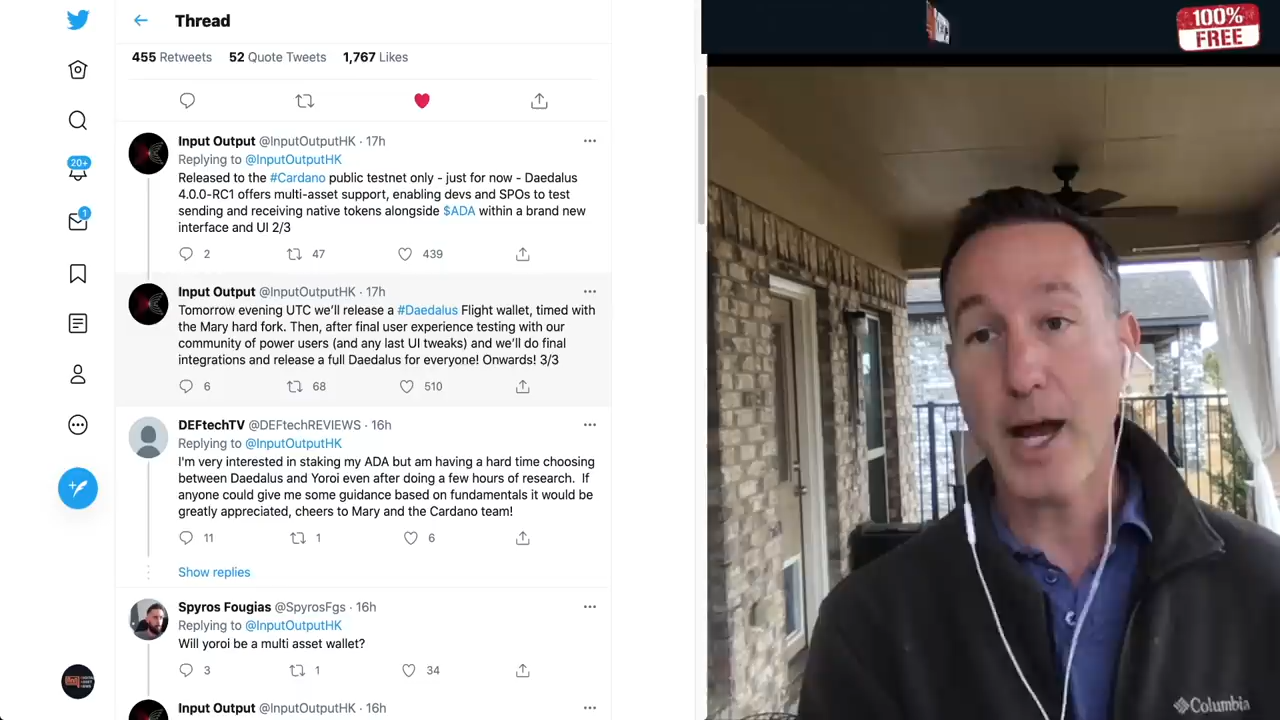 Thread
455 Retweets 52 Quote Tweets 1,767 Likes
Input Output @InputOutputHK · 17h
Replying to @InputOutputHK
Released to the #Cardano public testnet only - just for now - Daedalus
4.0.0-RC1 offers multi-asset support, enabling devs and SPOs to test
sending and receiving native tokens alongside $ADA within a brand new
interface and UI 2/3
2 47 439
Input Output @InputOutputHK · 17h
Tomorrow evening UTC we'll release a #Daedalus Flight wallet, timed with
the Mary hard fork. Then, after final user experience testing with our
community of power users (and any last UI tweaks) and we'll do final
integrations and release a full Daedalus for everyone! Onwards! 3/3
6 68 510
DEFtechTV @DEFtechREVIEWS · 16h
Replying to @InputOutputHK
I'm very interested in staking my ADA but am having a hard time choosing
between Daedalus and Yoroi even after doing a few hours of research. If
anyone could give me some guidance based on fundamentals it would be
greatly appreciated, cheers to Mary and the Cardano team!
11 1 6
Show replies
Spyros Fougias @SpyrosFgs · 16h
Replying to @InputOutputHK
Will yoroi be a multi asset wallet?
3 1 34
Input Output @InputOutputHK · 16h
20+
1
100%
FREE
Columbia